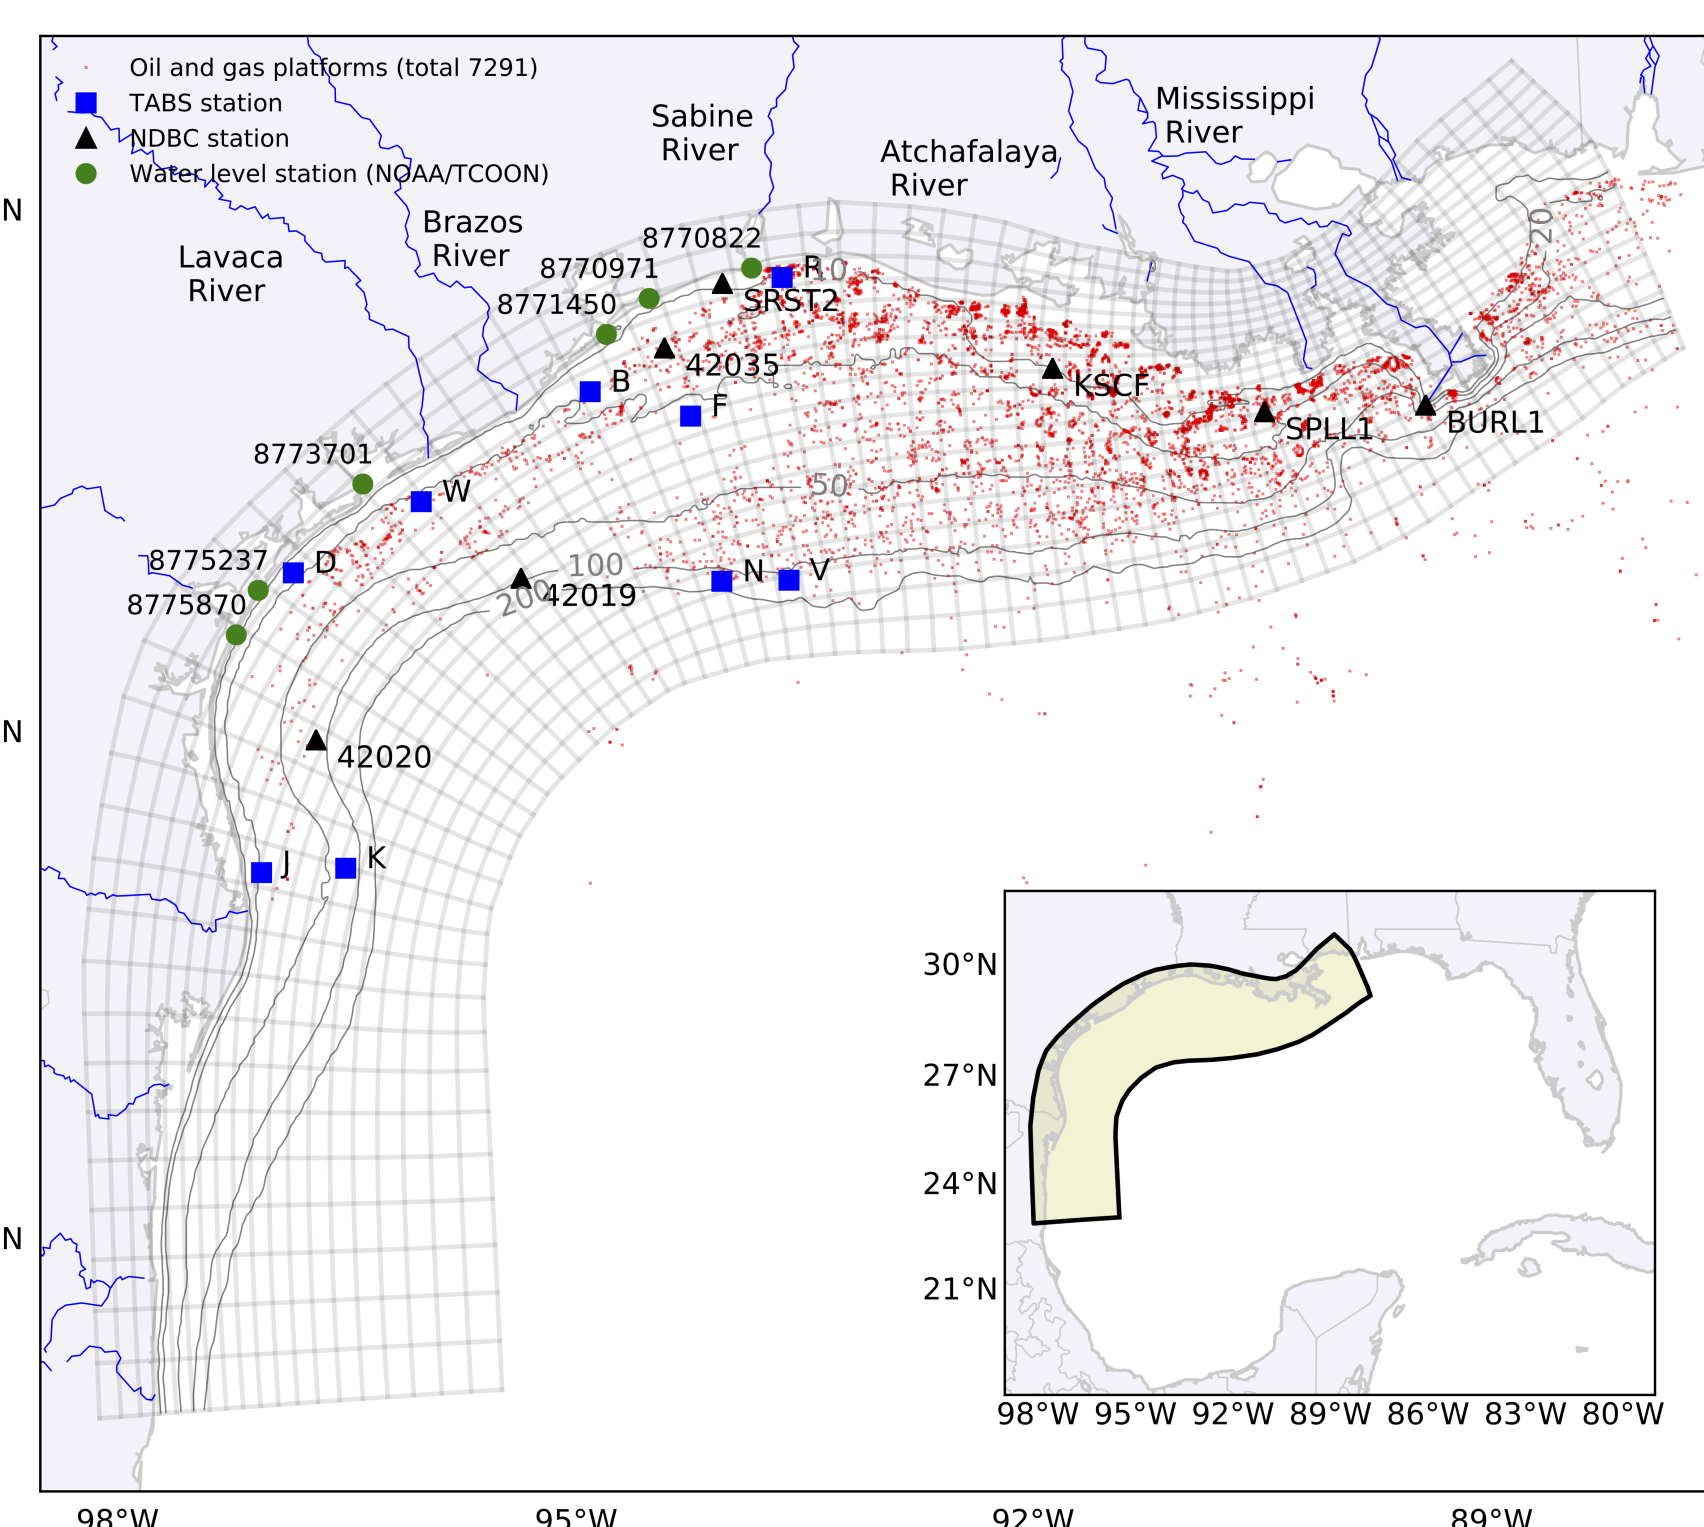 Oil and gas platforms (total 7291)
TABS station
NDBC station
Water level station (NOAA/TCOON)
Mississippi
River
Sabine
River
Atchafalaya
River
Brazos
River
Lavaca
River
N
N
N
8770822
8770971
8771450
R
10
SRST2
20
42035
B
F
KSCF
SPLL1
BURL1
8773701
W
50
8775237
D
8775870
100
200
42019
N
V
42020
J
K
30°N
27°N
24°N
21°N
98°W 95°W 92°W 89°W 86°W 83°W 80°W
98°W 95°W 92°W 89°W